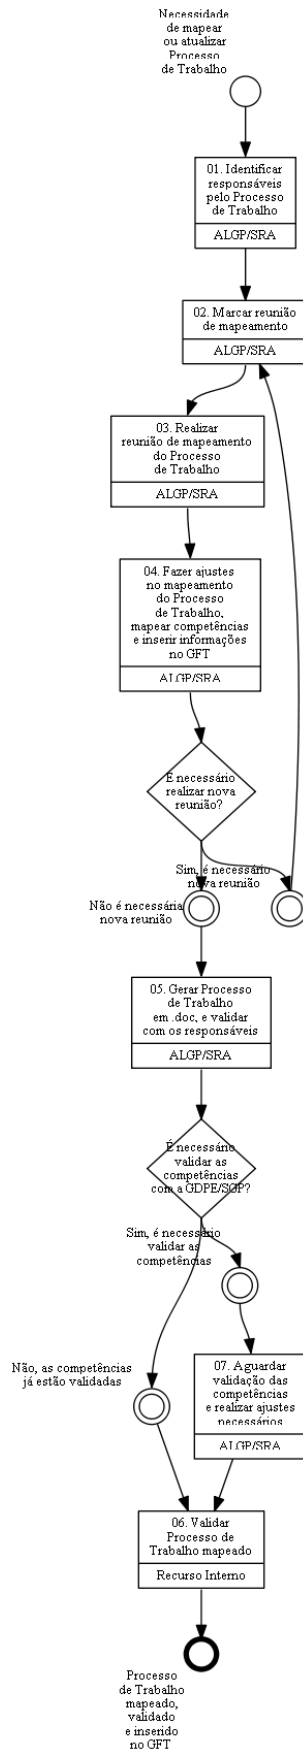 Necessidade
de mapear
ou atualizar
Processo
de Trabalho
01. Identificar
responsáveis
pelo Processo
de Trabalho
ALGP/SRA
02. Marcar reunião
de mapeamento
ALGP/SRA
03. Realizar
reunião de mapeamento
do Processo
de Trabalho
ALGP/SRA
04. Fazer ajustes
no mapeamento
do Processo
de Trabalho,
mapear competências
e inserir informações
no GFT
ALGP/SRA
É necessário
realizar nova
reunião?
Sim, é necessário
nova reunião
Não é necessária
nova reunião
05. Gerar Processo
de Trabalho
em .doc, e validar
com os responsáveis
ALGP/SRA
É necessário
validar as
competências
com a GDPE/SGP?
Sim, é necessário
validar as
competências
Não, as competências
já estão validadas
07. Aguardar
validação das
competências
e realizar ajustes
necessários
ALGP/SRA
06. Validar
Processo de
Trabalho mapeado
Recurso Interno
Processo
de Trabalho
mapeado,
validado
e inserido
no GFT